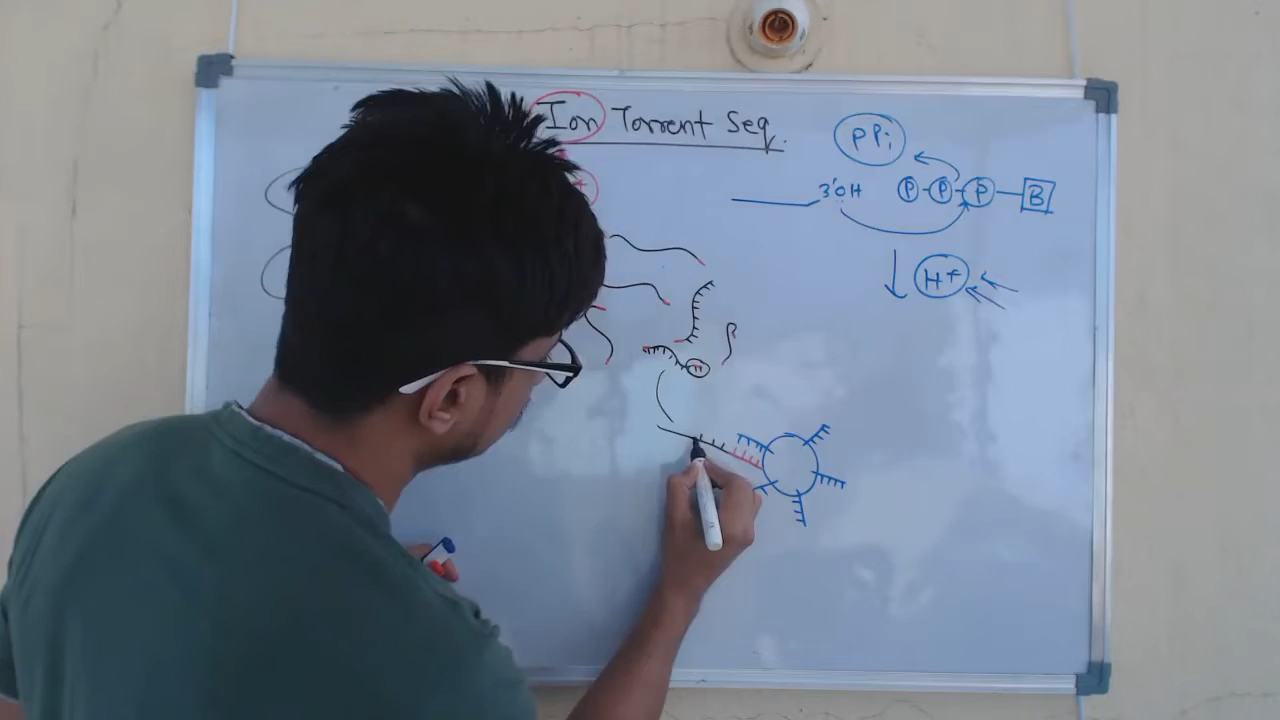 Ion Torrent Seq.
PPi
3'OH P-P-P-B
H+